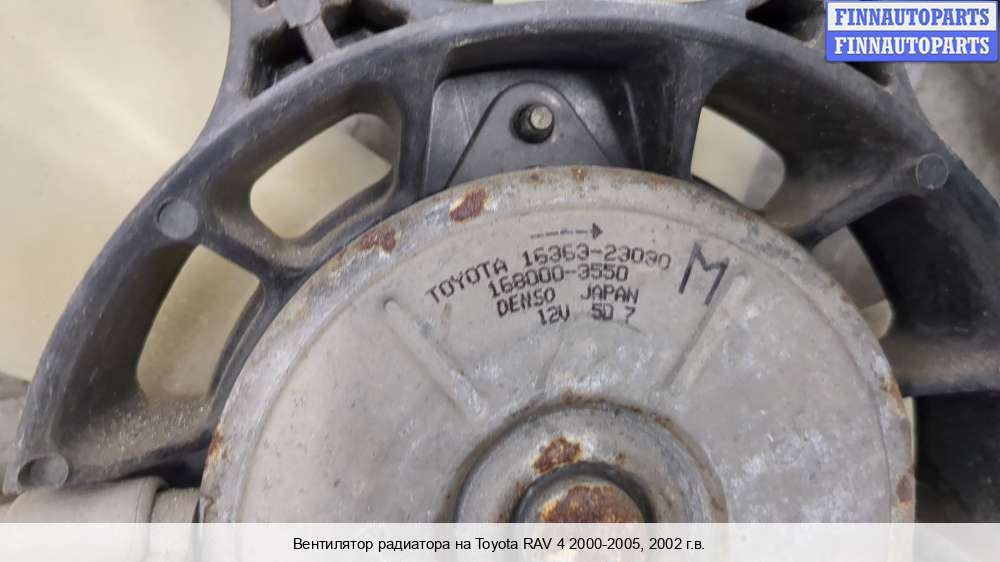 FINNAUTOPARTS
FINNAUTOPARTS
TOYOTA 16363-23030
168000-3550
DENSO JAPAN
12V 5D 7
M
Вентилятор радиатора на Toyota RAV 4 2000-2005, 2002 г.в.